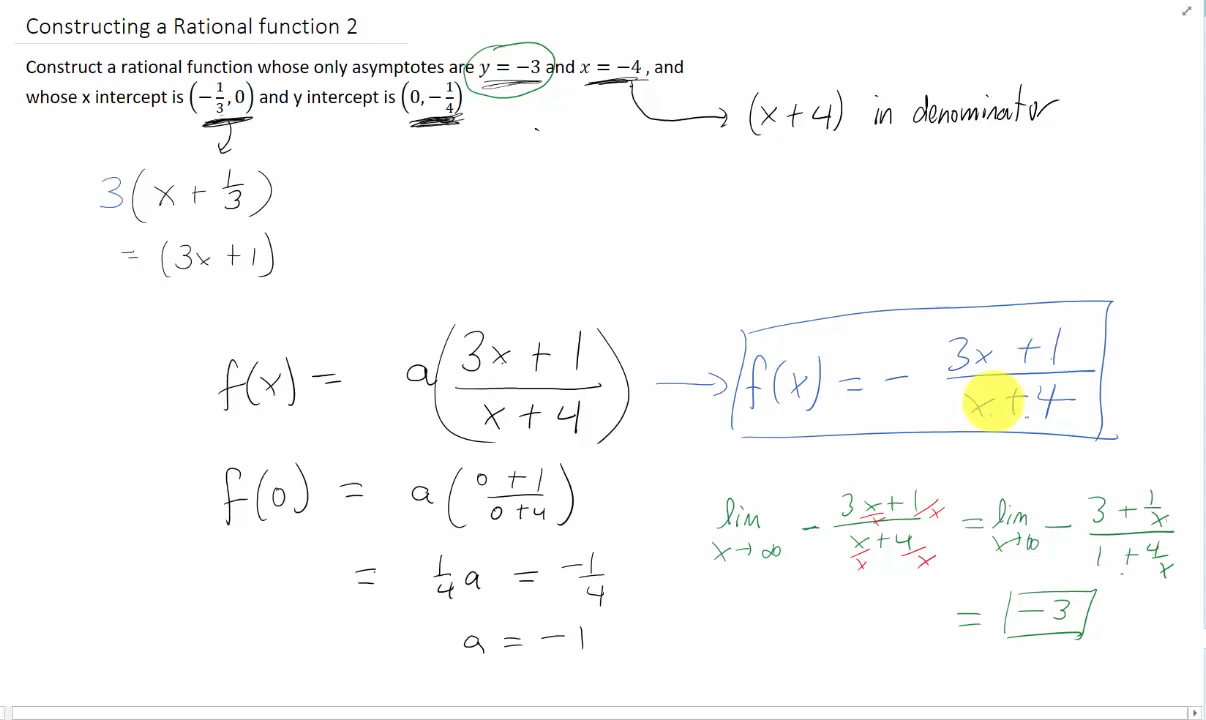 Constructing a Rational function 2
Construct a rational function whose only asymptotes are y = −3 and x = −4 , and
whose x intercept is (−1/3, 0) and y intercept is (0, −1/4)
(x + 4) in denominator
3(x + 1/3)
= (3x + 1)
f(x) = a((3x + 1)/(x + 4))
f(x) = − (3x + 1)/(x + 4)
f(0) = a((0 + 1)/(0 + 4))
= 1/4 a = −1/4
a = −1
lim x→∞ − (3x/x + 1/x)/(x/x + 4/x) = lim x→∞ − (3 + 1/x)/(1 + 4/x)
= −3